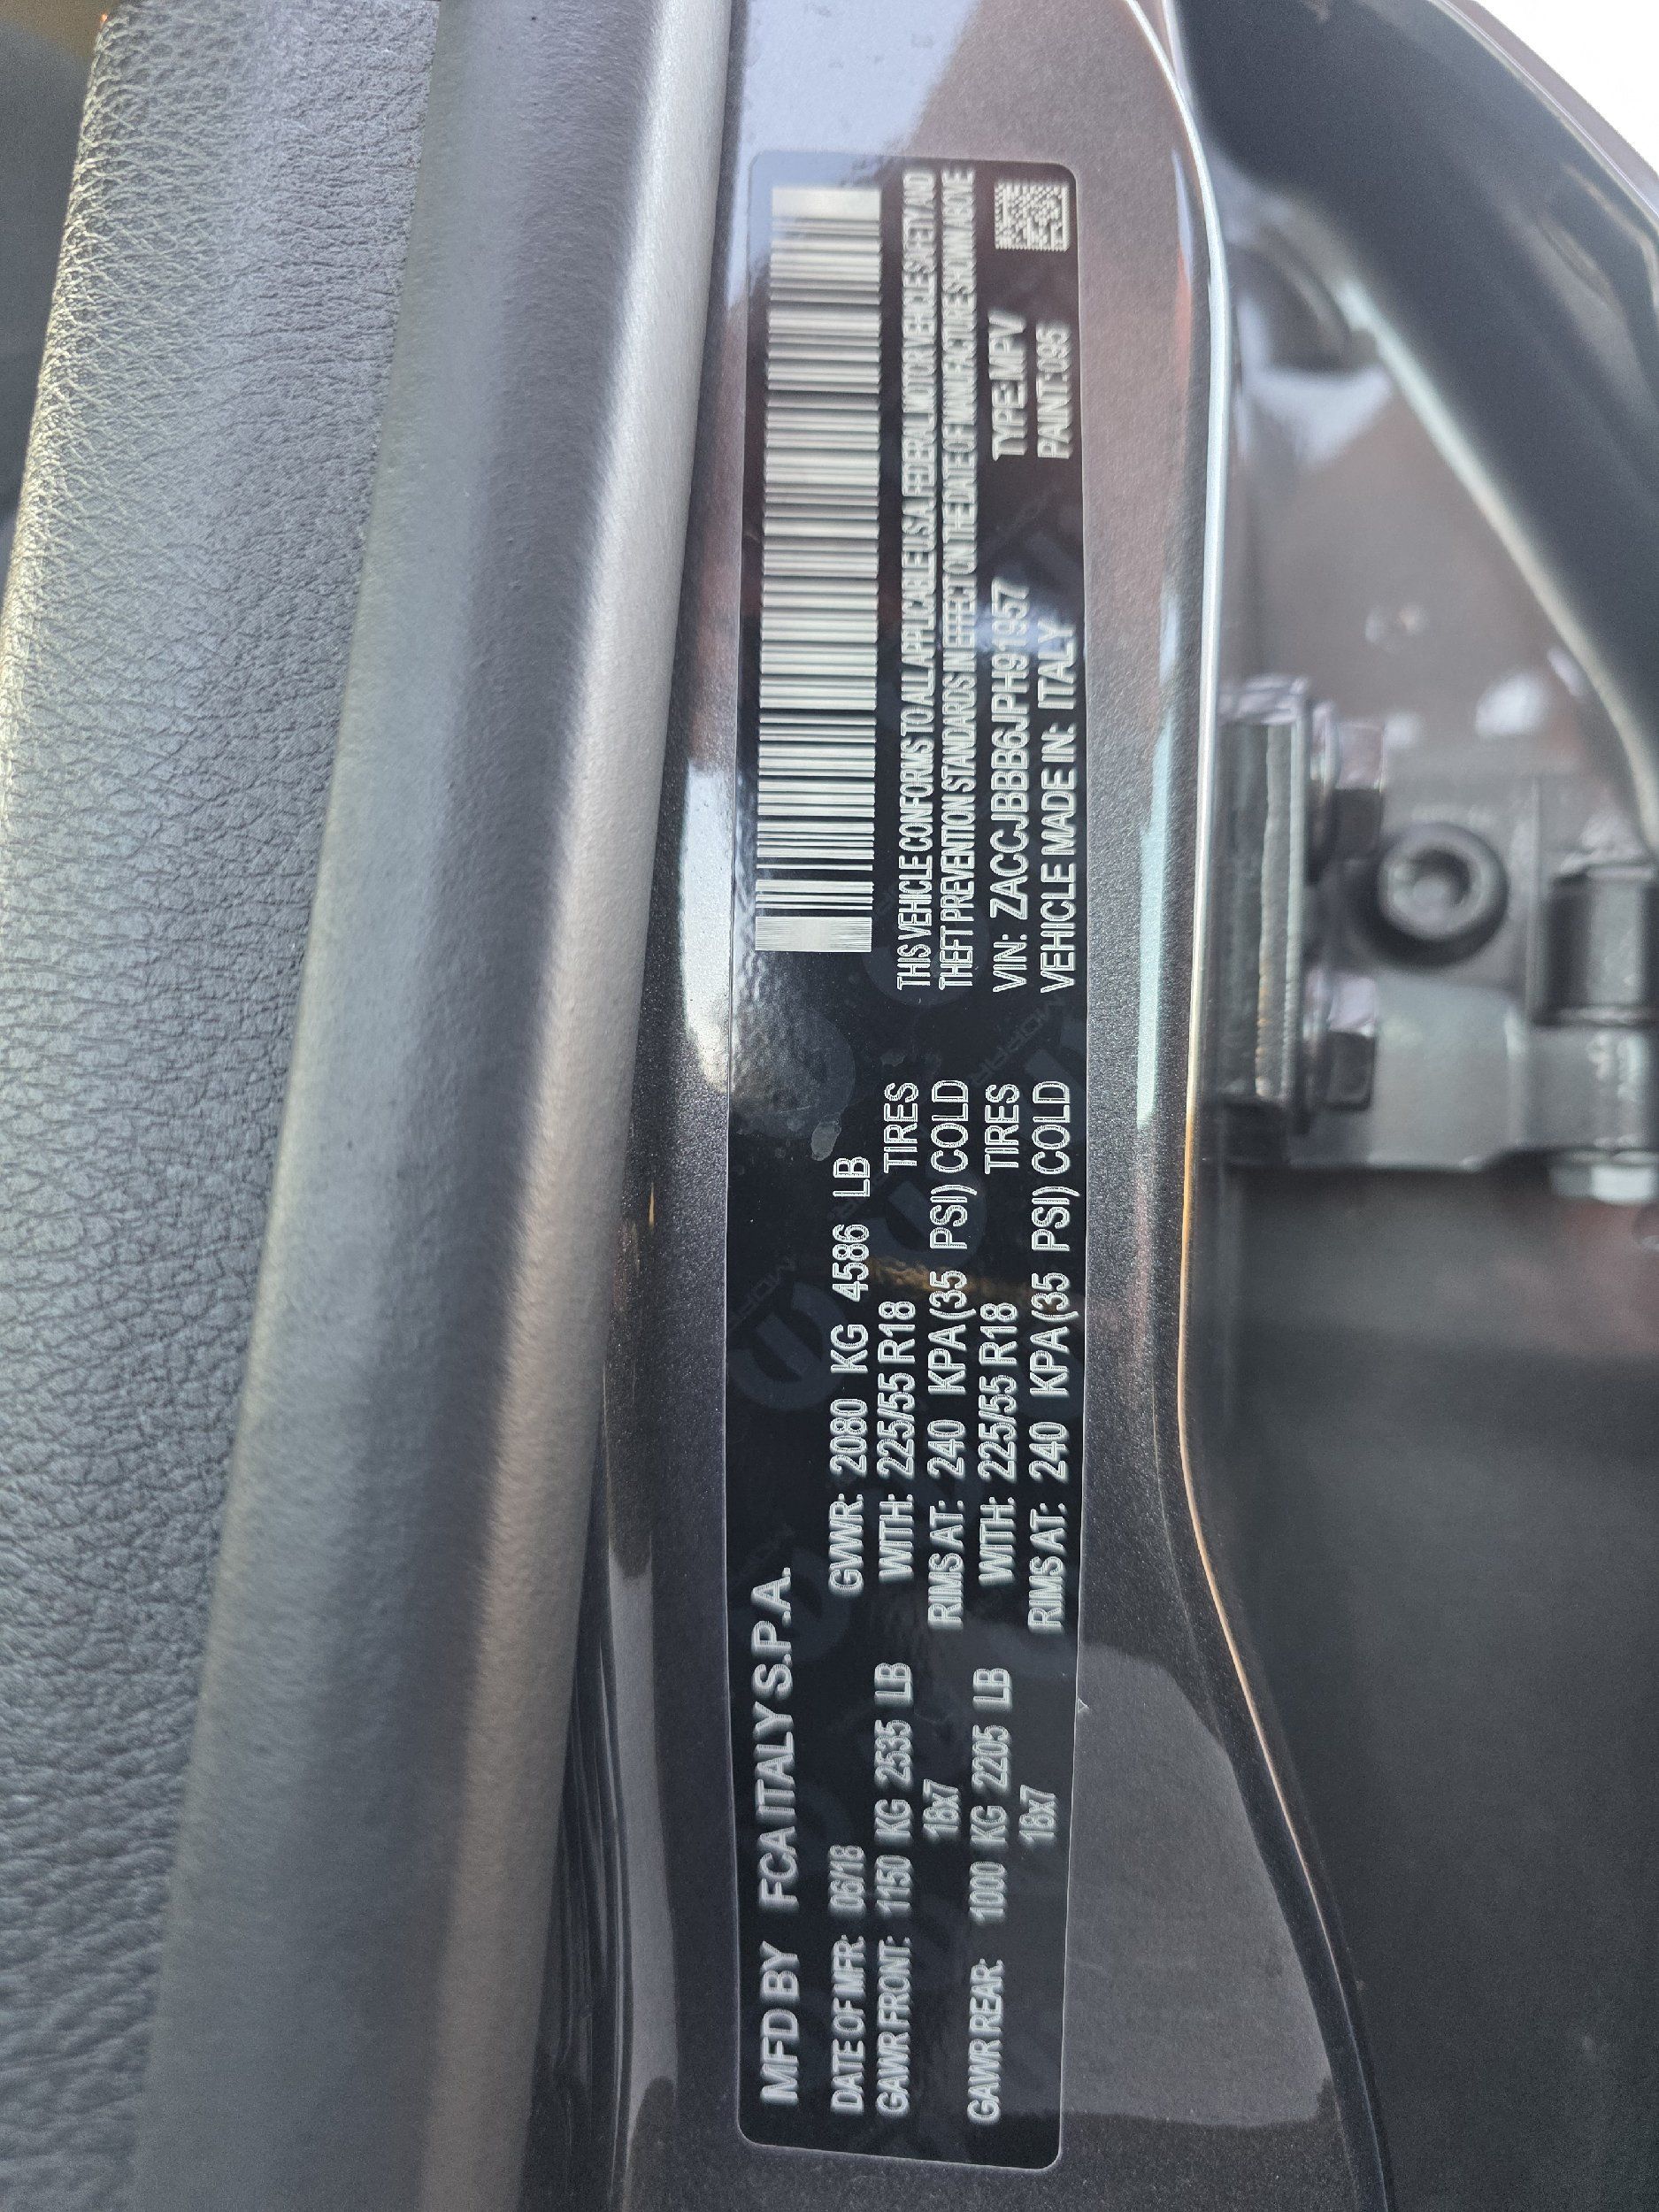 MFD BY FCA ITALY S.P.A.
DATE OF MFR: 06/18 GVWR: 2080 KG 4586 LB
GAWR FRONT: 1150 KG 2535 LB WITH: 225/55 R18 TIRES
18x7 RIMS AT: 240 KPA (35 PSI) COLD
GAWR REAR: 1000 KG 2205 LB WITH: 225/55 R18 TIRES
18x7 RIMS AT: 240 KPA (35 PSI) COLD
THIS VEHICLE CONFORMS TO ALL APPLICABLE U.S.A. FEDERAL MOTOR VEHICLE SAFETY AND
THEFT PREVENTION STANDARDS IN EFFECT ON THE DATE OF MANUFACTURE SHOWN ABOVE
VIN: ZACCJBBB6JPH91957 TYPE: MPV
VEHICLE MADE IN: ITALY PAINT: 095